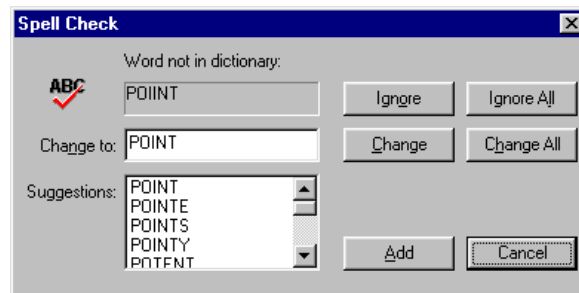 Spell Check
Word not in dictionary:
ABC
POIINT
Ignore
Ignore All
Change to:
POINT
Change
Change All
Suggestions:
POINT
POINTE
POINTS
POINTY
POTENT
Add
Cancel